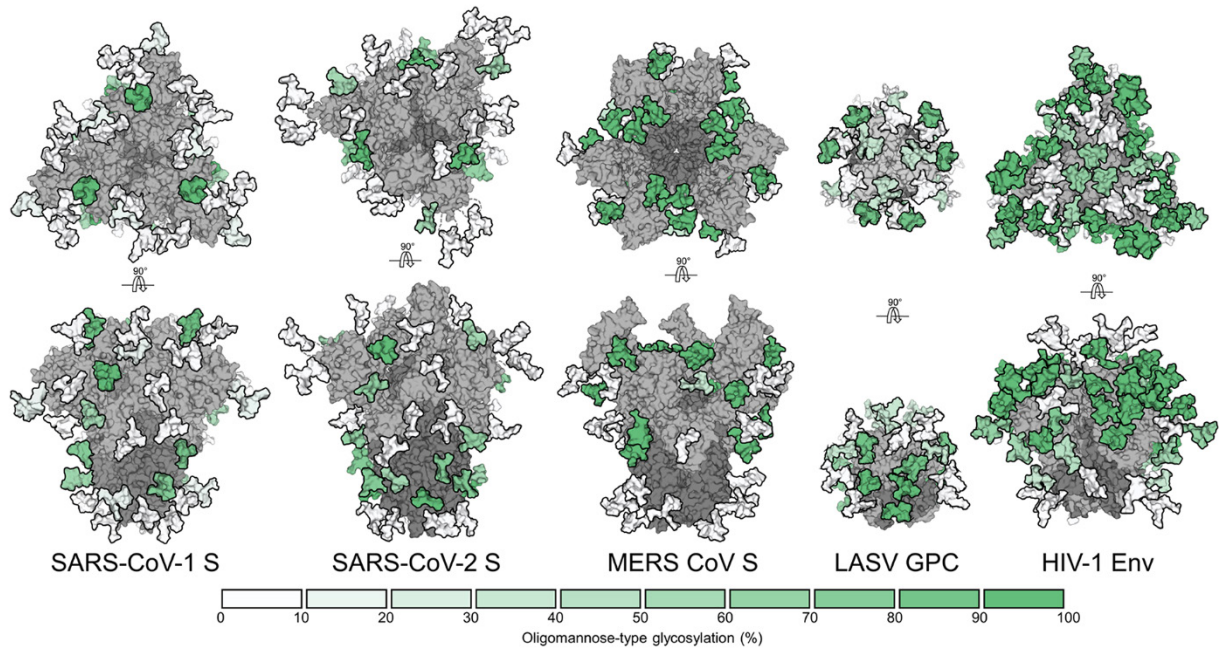 90°
90°
90°
90°
90°
SARS-CoV-1 S
SARS-CoV-2 S
MERS CoV S
LASV GPC
HIV-1 Env
0 10 20 30 40 50 60 70 80 90 100
Oligomannose-type glycosylation (%)